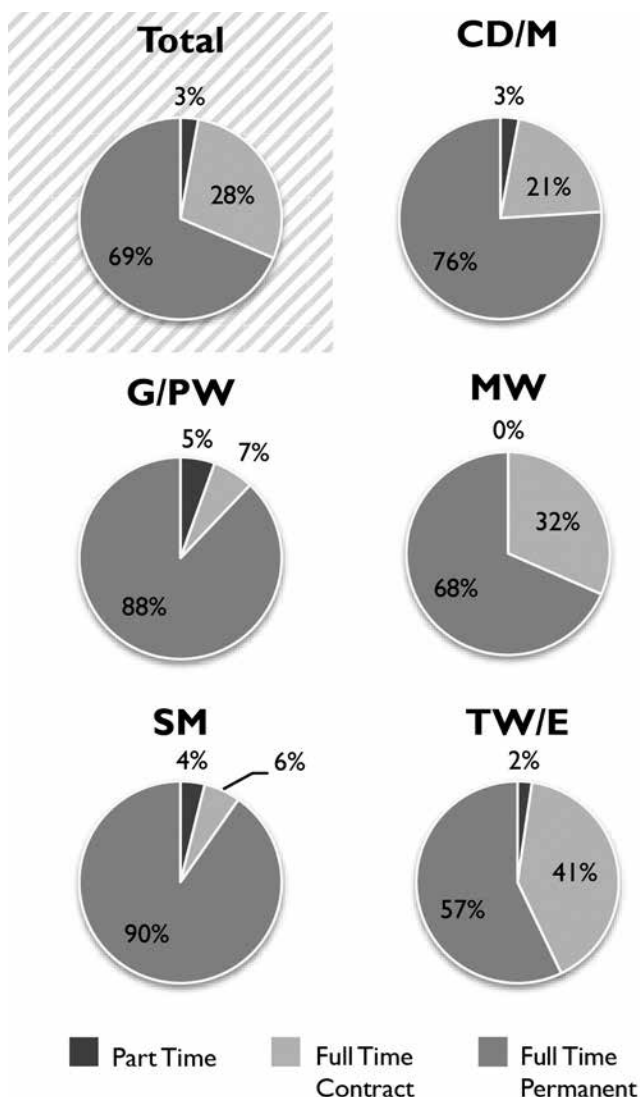 Total
3%
28%
69%
CD/M
3%
21%
76%
G/PW
5%
7%
88%
MW
0%
32%
68%
SM
4%
6%
90%
TW/E
2%
41%
57%
Part Time
Full Time
Contract
Full Time
Permanent